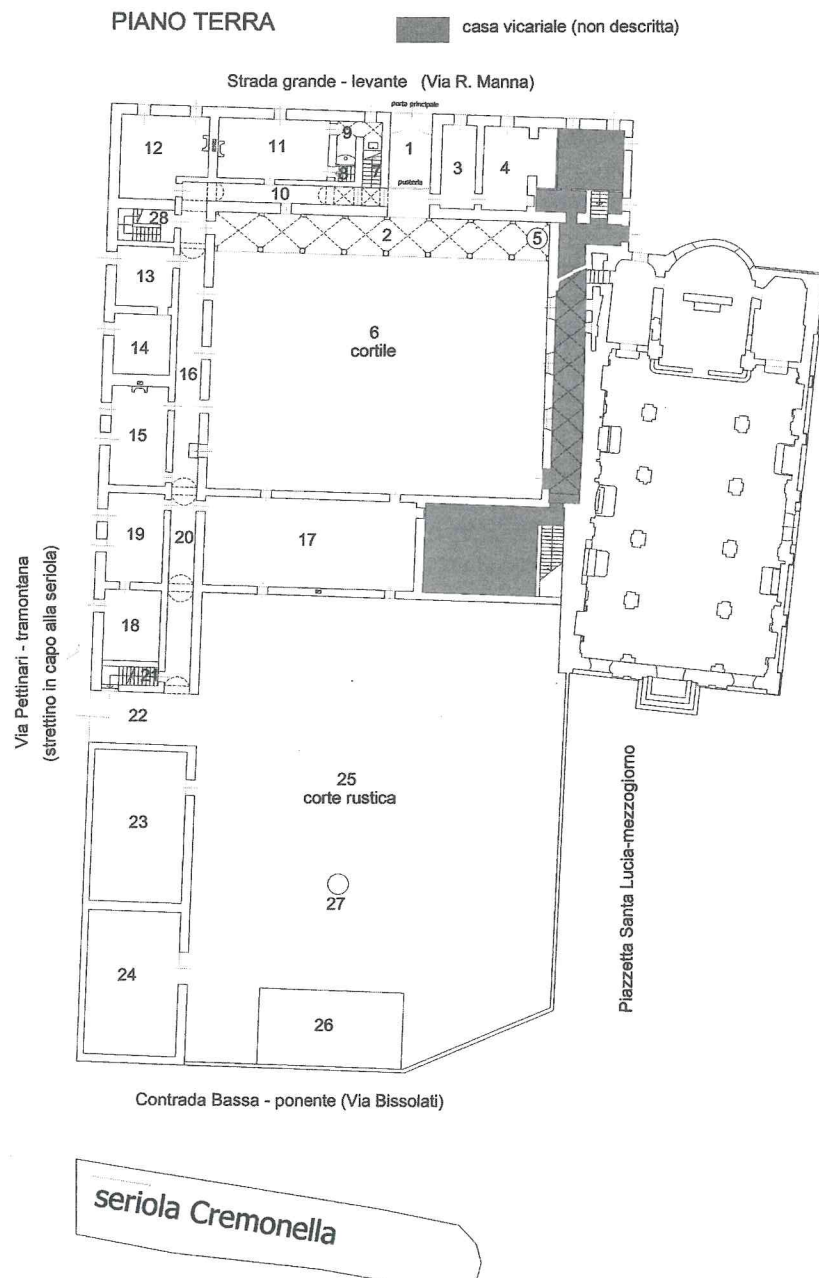 PIANO TERRA
casa vicariale (non descritta)
Strada grande - levante (Via R. Manna)
porta principale
12
11
9
1
3
4
8
7
pusterla
10
28
2
5
13
6
cortile
14
16
15
19
20
17
18
21
22
Via Pettinari - tramontana
(strettino in capo alla seriola)
25
corte rustica
23
27
24
26
Piazzetta Santa Lucia-mezzogiorno
Contrada Bassa - ponente (Via Bissolati)
seriola Cremonella